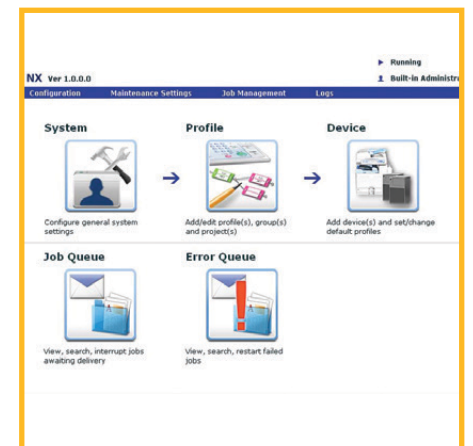 Running
NX Ver 1.0.0.0
Built-in
Configuration Maintenance Settings Job Management Logs
System Profile Device
Configure general system
settings
Add/edit profile(s), group(s)
and project(s)
Add device(s) and set/change
default profiles
Job Queue Error Queue
View, search, interrupt jobs
awaiting delivery
View, search, restart failed
jobs